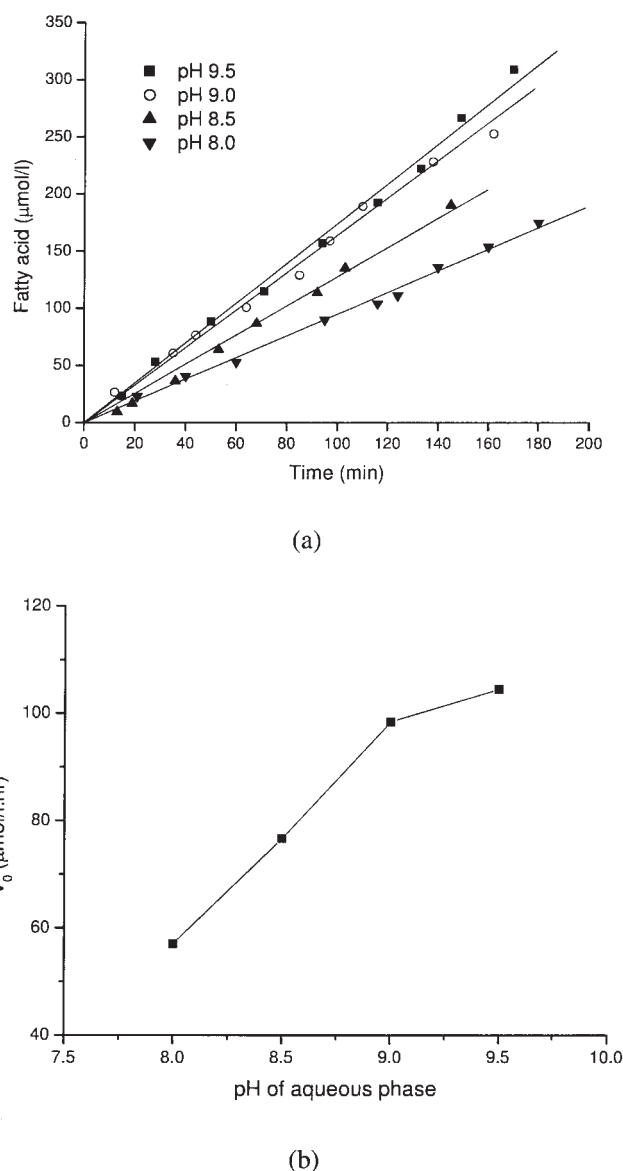 350
300
250
200
150
100
50
0
Fatty acid (μmol/l)
pH 9.5
pH 9.0
pH 8.5
pH 8.0
0 20 40 60 80 100 120 140 160 180 200
Time (min)
(a)
120
100
80
60
40
7.5 8.0 8.5 9.0 9.5 10.0
pH of aqueous phase
(b)